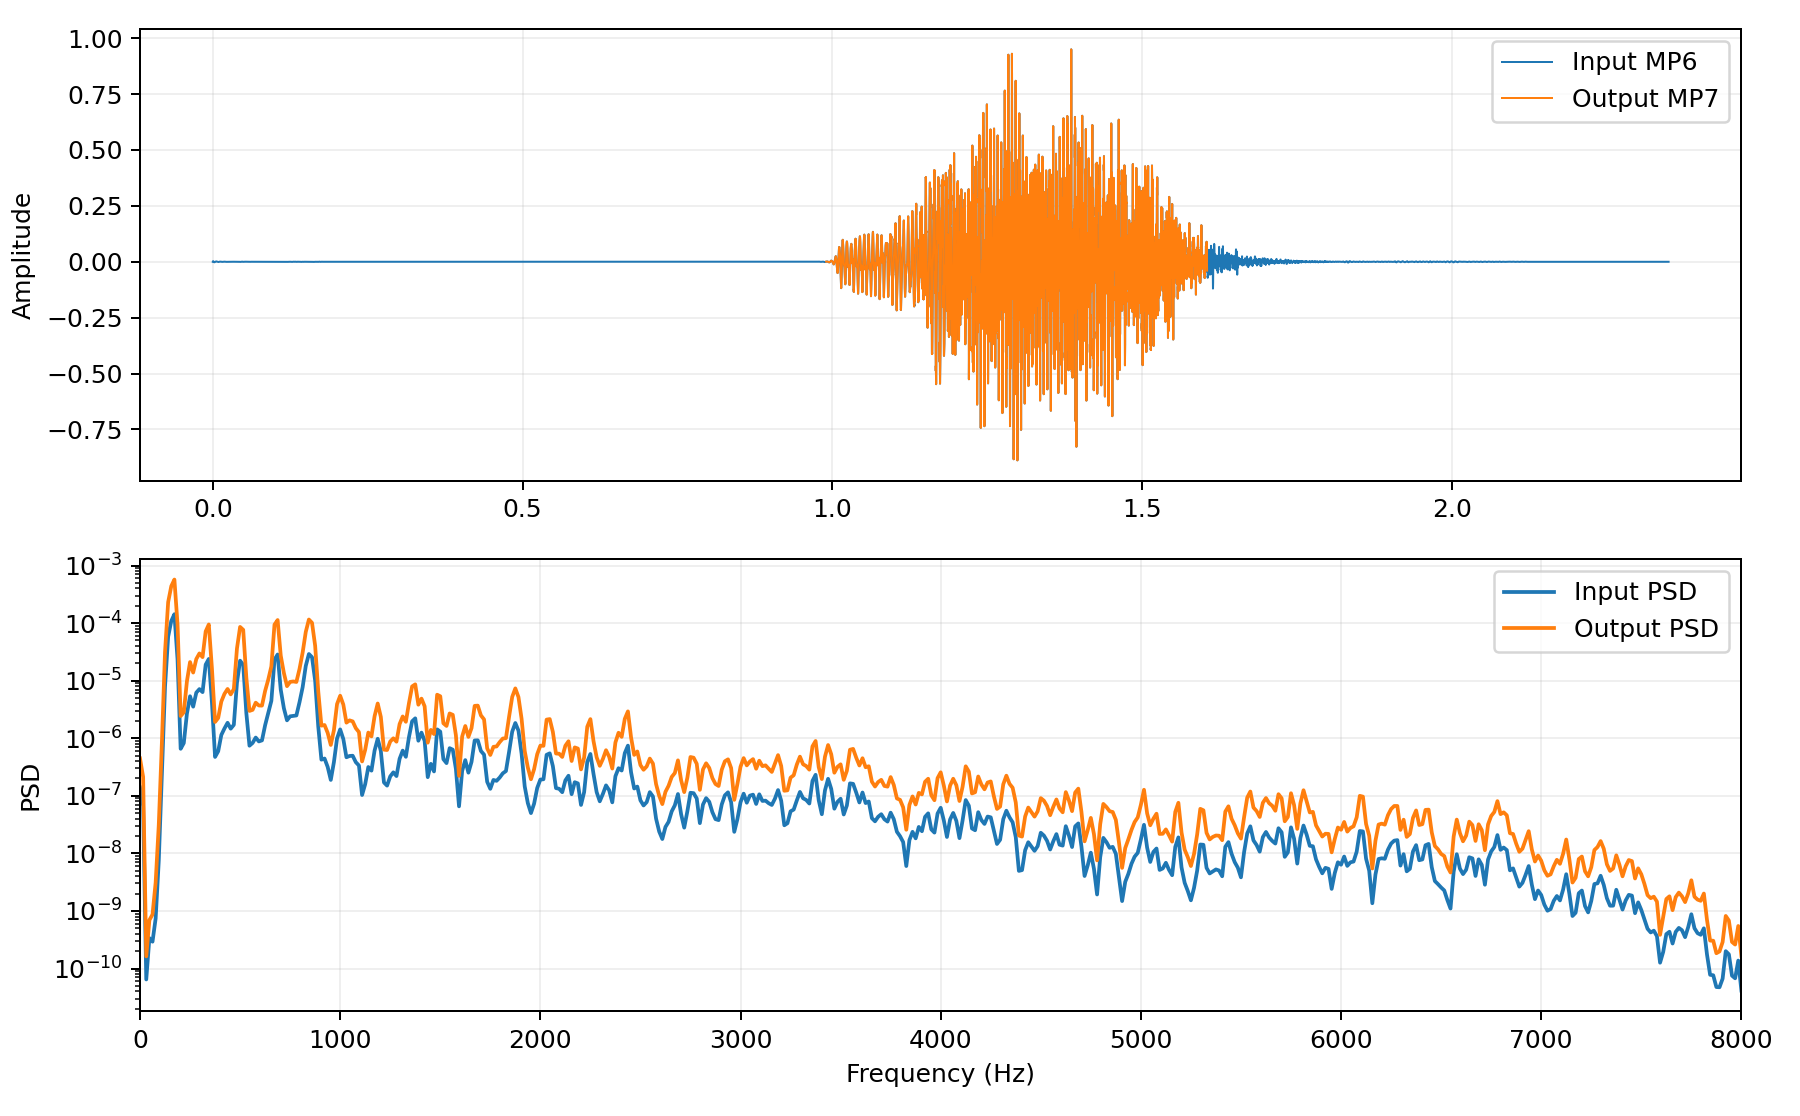 1.00
0.75
0.50
0.25
0.00
−0.25
−0.50
−0.75
Amplitude
Input MP6
Output MP7
0.0 0.5 1.0 1.5 2.0
10⁻³
10⁻⁴
10⁻⁵
10⁻⁶
10⁻⁷
10⁻⁸
10⁻⁹
10⁻¹⁰
PSD
Input PSD
Output PSD
0 1000 2000 3000 4000 5000 6000 7000 8000
Frequency (Hz)